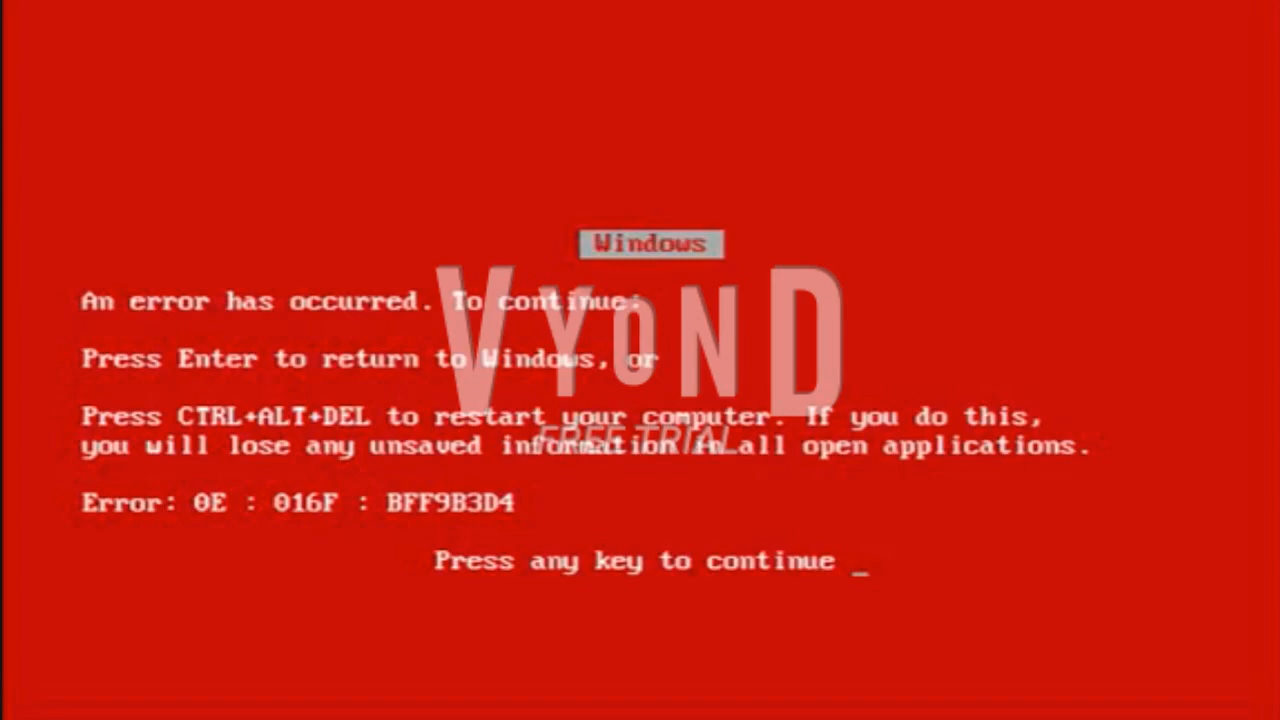 Windows
An error has occurred. To continue:
Press Enter to return to Windows, or
Press CTRL+ALT+DEL to restart your computer. If you do this,
you will lose any unsaved information in all open applications.
Error: 0E : 016F : BFF9B3D4
Press any key to continue _
VYOND
FREE TRIAL